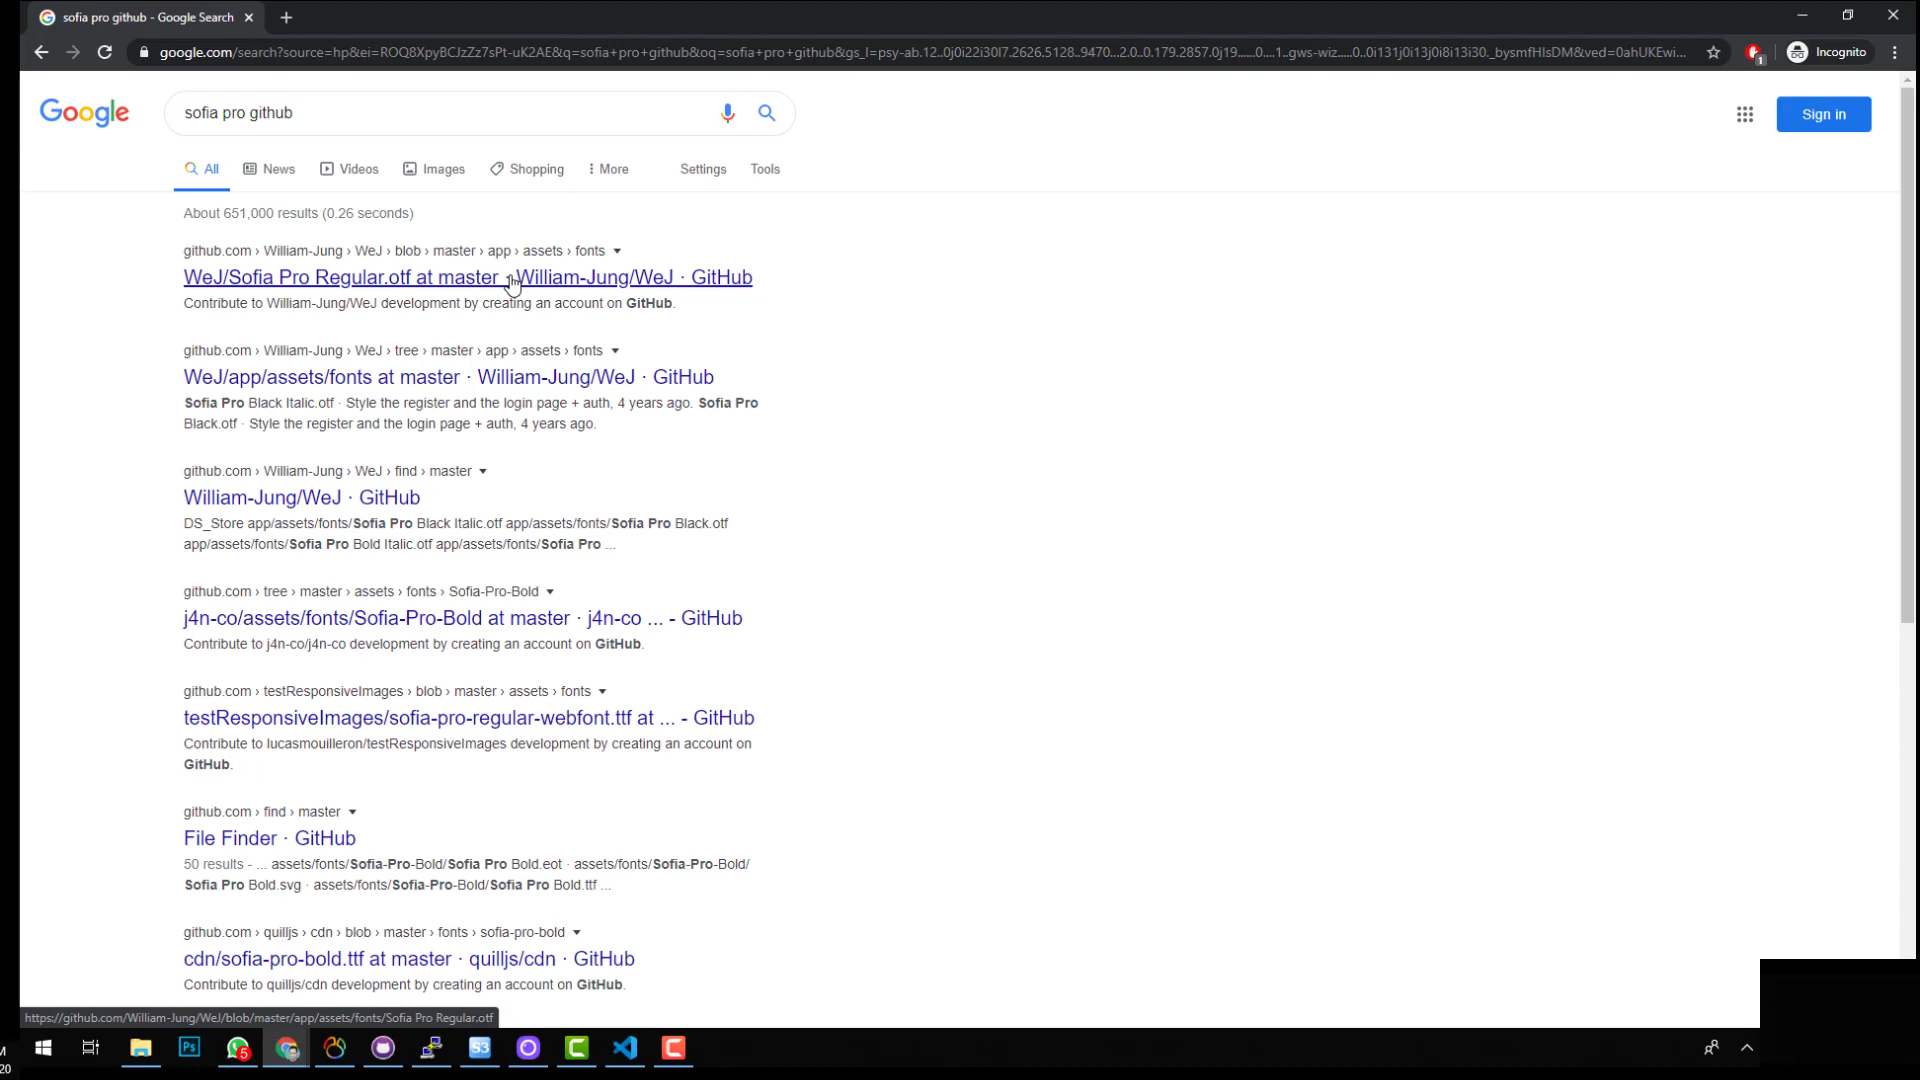 sofia pro github - Google Search
google.com/search?source=hp&ei=ROQ8XpyBCJzZz7sPt-uK2AE&q=sofia+pro+github&oq=sofia+pro+github&gs_l=psy-ab.12..0j0i22i30l7.2626.5128..9470...2.0..0.179.2857.0j19......0....1..gws-wiz.....0..0i131j0i13j0i8i13i30._bysmfHIsDM&ved=0ahUKEwi...
1
Incognito
Google
sofia pro github
Sign in
All News Videos Images Shopping More Settings Tools
About 651,000 results (0.26 seconds)
github.com › William-Jung › WeJ › blob › master › app › assets › fonts
WeJ/Sofia Pro Regular.otf at master · William-Jung/WeJ · GitHub
Contribute to William-Jung/WeJ development by creating an account on GitHub.
github.com › William-Jung › WeJ › tree › master › app › assets › fonts
WeJ/app/assets/fonts at master · William-Jung/WeJ · GitHub
Sofia Pro Black Italic.otf · Style the register and the login page + auth, 4 years ago. Sofia Pro
Black.otf · Style the register and the login page + auth, 4 years ago.
github.com › William-Jung › WeJ › find › master
William-Jung/WeJ · GitHub
DS_Store app/assets/fonts/Sofia Pro Black Italic.otf app/assets/fonts/Sofia Pro Black.otf
app/assets/fonts/Sofia Pro Bold Italic.otf app/assets/fonts/Sofia Pro ...
github.com › tree › master › assets › fonts › Sofia-Pro-Bold
j4n-co/assets/fonts/Sofia-Pro-Bold at master · j4n-co ... - GitHub
Contribute to j4n-co/j4n-co development by creating an account on GitHub.
github.com › testResponsiveImages › blob › master › assets › fonts
testResponsiveImages/sofia-pro-regular-webfont.ttf at ... - GitHub
Contribute to lucasmouilleron/testResponsiveImages development by creating an account on
GitHub.
github.com › find › master
File Finder · GitHub
50 results - ... assets/fonts/Sofia-Pro-Bold/Sofia Pro Bold.eot · assets/fonts/Sofia-Pro-Bold/
Sofia Pro Bold.svg · assets/fonts/Sofia-Pro-Bold/Sofia Pro Bold.ttf ...
github.com › quilljs › cdn › blob › master › fonts › sofia-pro-bold
cdn/sofia-pro-bold.ttf at master · quilljs/cdn · GitHub
Contribute to quilljs/cdn development by creating an account on GitHub.
https://github.com/William-Jung/WeJ/blob/master/app/assets/fonts/Sofia Pro Regular.otf
M
20
Ps
5
S3